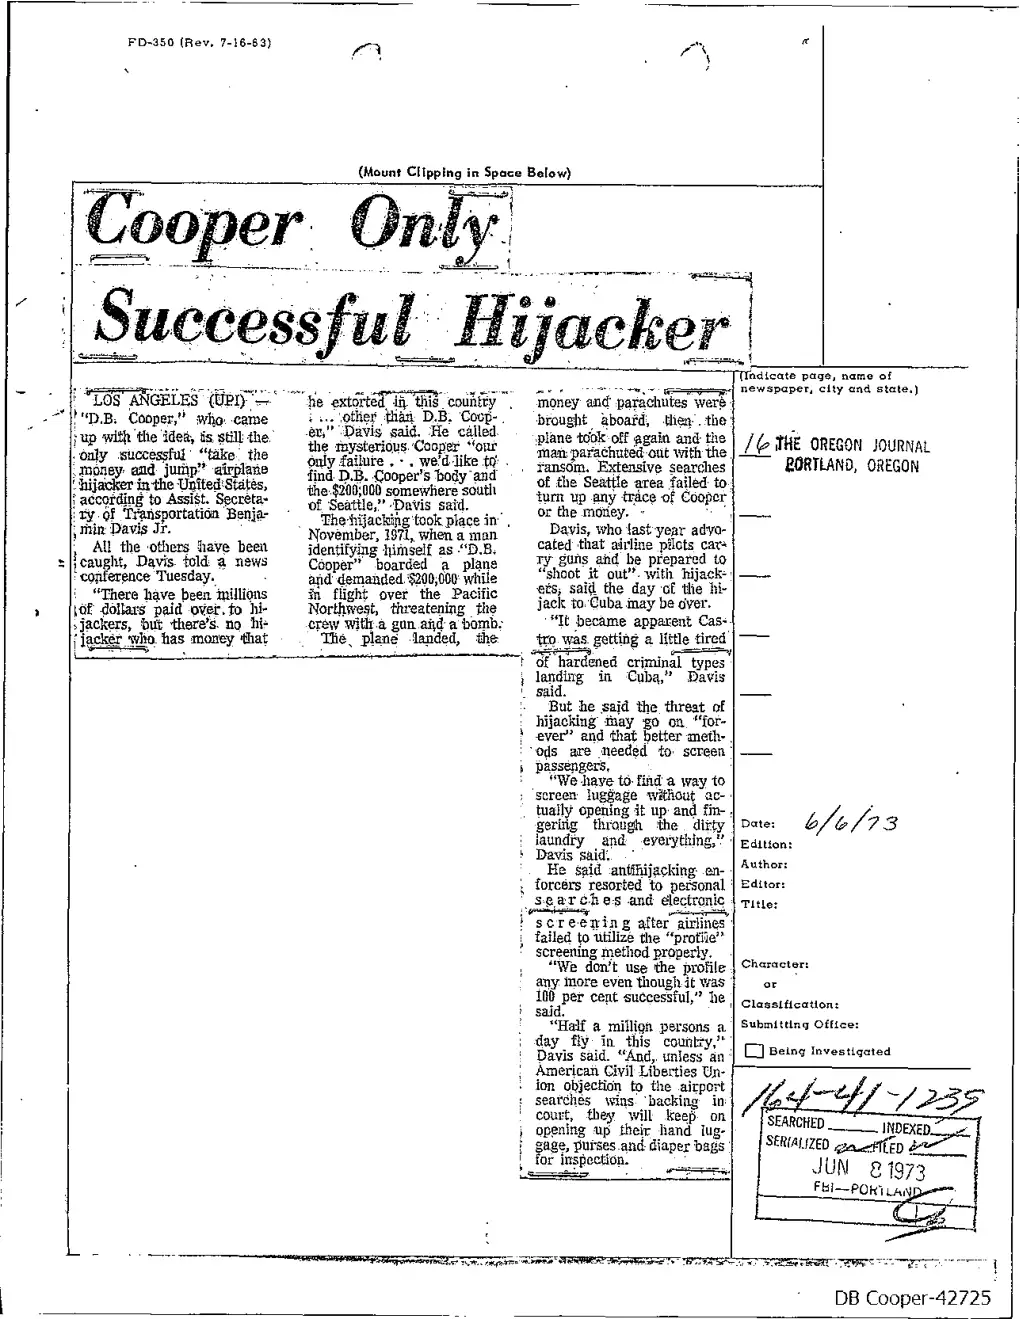 FD-350 (Rev. 7-16-63)
(Mount Clipping in Space Below)
Cooper Only
Successful Hijacker
LOS ANGELES (UPI) —
"D.B. Cooper," who came
up with the idea, is still the
only successful "take the
money and jump" airplane
hijacker in the United States,
according to Assist. Secreta-
ry of Transportation Benja-
min Davis Jr.
All the others have been
caught, Davis told a news
conference Tuesday.
"There have been millions
of dollars paid over to hi-
jackers, but there's no hi-
jacker who has money that
he extorted in this country
... other than D.B. Coop-
er," Davis said. He called
the mysterious Cooper "our
only failure . . . we'd like to
find D.B. Cooper's body and
the $200,000 somewhere south
of Seattle," Davis said.
The hijacking took place in
November, 1971, when a man
identifying himself as "D.B.
Cooper" boarded a plane
and demanded $200,000 while
in flight over the Pacific
Northwest, threatening the
crew with a gun and a bomb.
The plane landed, the
money and parachutes were
brought aboard, then the
plane took off again and the
man parachuted out with the
ransom. Extensive searches
of the Seattle area failed to
turn up any trace of Cooper
or the money.
Davis, who last year advo-
cated that airline pilots car-
ry guns and be prepared to
"shoot it out" with hijack-
ers, said the day of the hi-
jack to Cuba may be over.
"It became apparent Cas-
tro was getting a little tired
of hardened criminal types
landing in Cuba," Davis
said.
But he said the threat of
hijacking may go on "for-
ever" and that better meth-
ods are needed to screen
passengers.
"We have to find a way to
screen luggage without ac-
tually opening it up and fin-
gering through the dirty
laundry and everything,"
Davis said.
He said antihijacking en-
forcers resorted to personal
searches and electronic
screening after airlines
failed to utilize the "profile"
screening method properly.
"We don't use the profile
any more even though it was
100 per cent successful," he
said.
"Half a million persons a
day fly in this country,"
Davis said. "And, unless an
American Civil Liberties Un-
ion objection to the airport
searches wins backing in
court, they will keep on
opening up their hand lug-
gage, purses and diaper bags
for inspection.
(Indicate page, name of
newspaper, city and state.)
16 THE OREGON JOURNAL
PORTLAND, OREGON
Date: 6/6/73
Edition:
Author:
Editor:
Title:
Character:
or
Classification:
Submitting Office:
Being Investigated
164-41-1239
SEARCHED INDEXED
SERIALIZED FILED
JUN 8 1973
FBI—PORTLAND
DB Cooper-42725